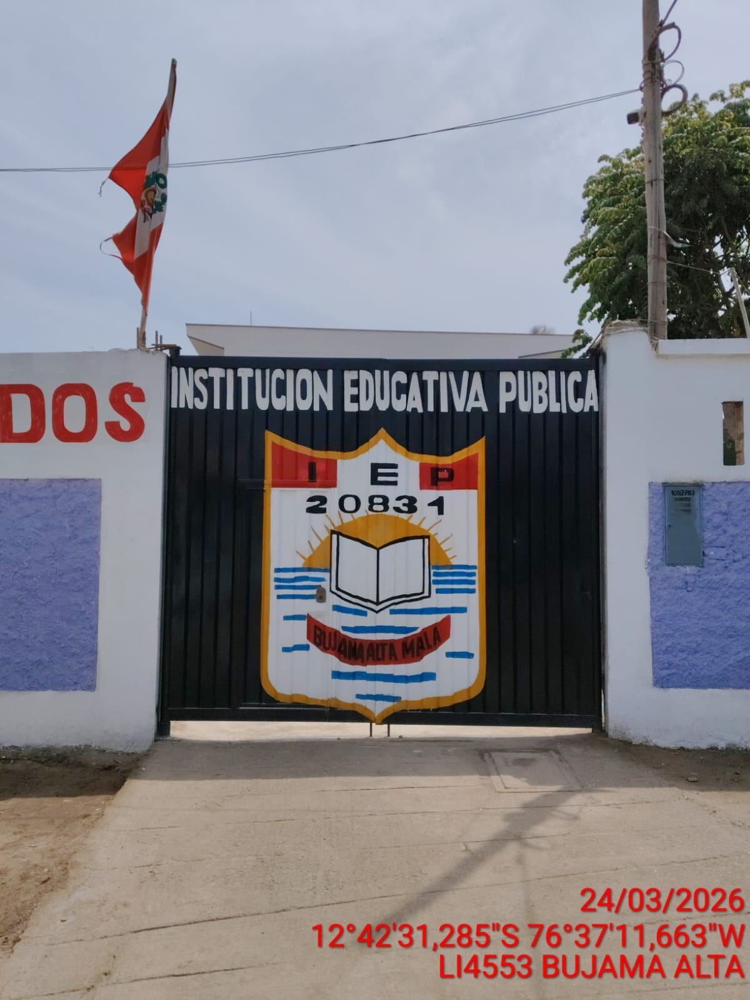 INSTITUCION EDUCATIVA PUBLICA
DOS
I E P
20831
1092783
BUJAMA ALTA MALA
24/03/2026
12°42'31,285"S 76°37'11,663"W
LI4553 BUJAMA ALTA